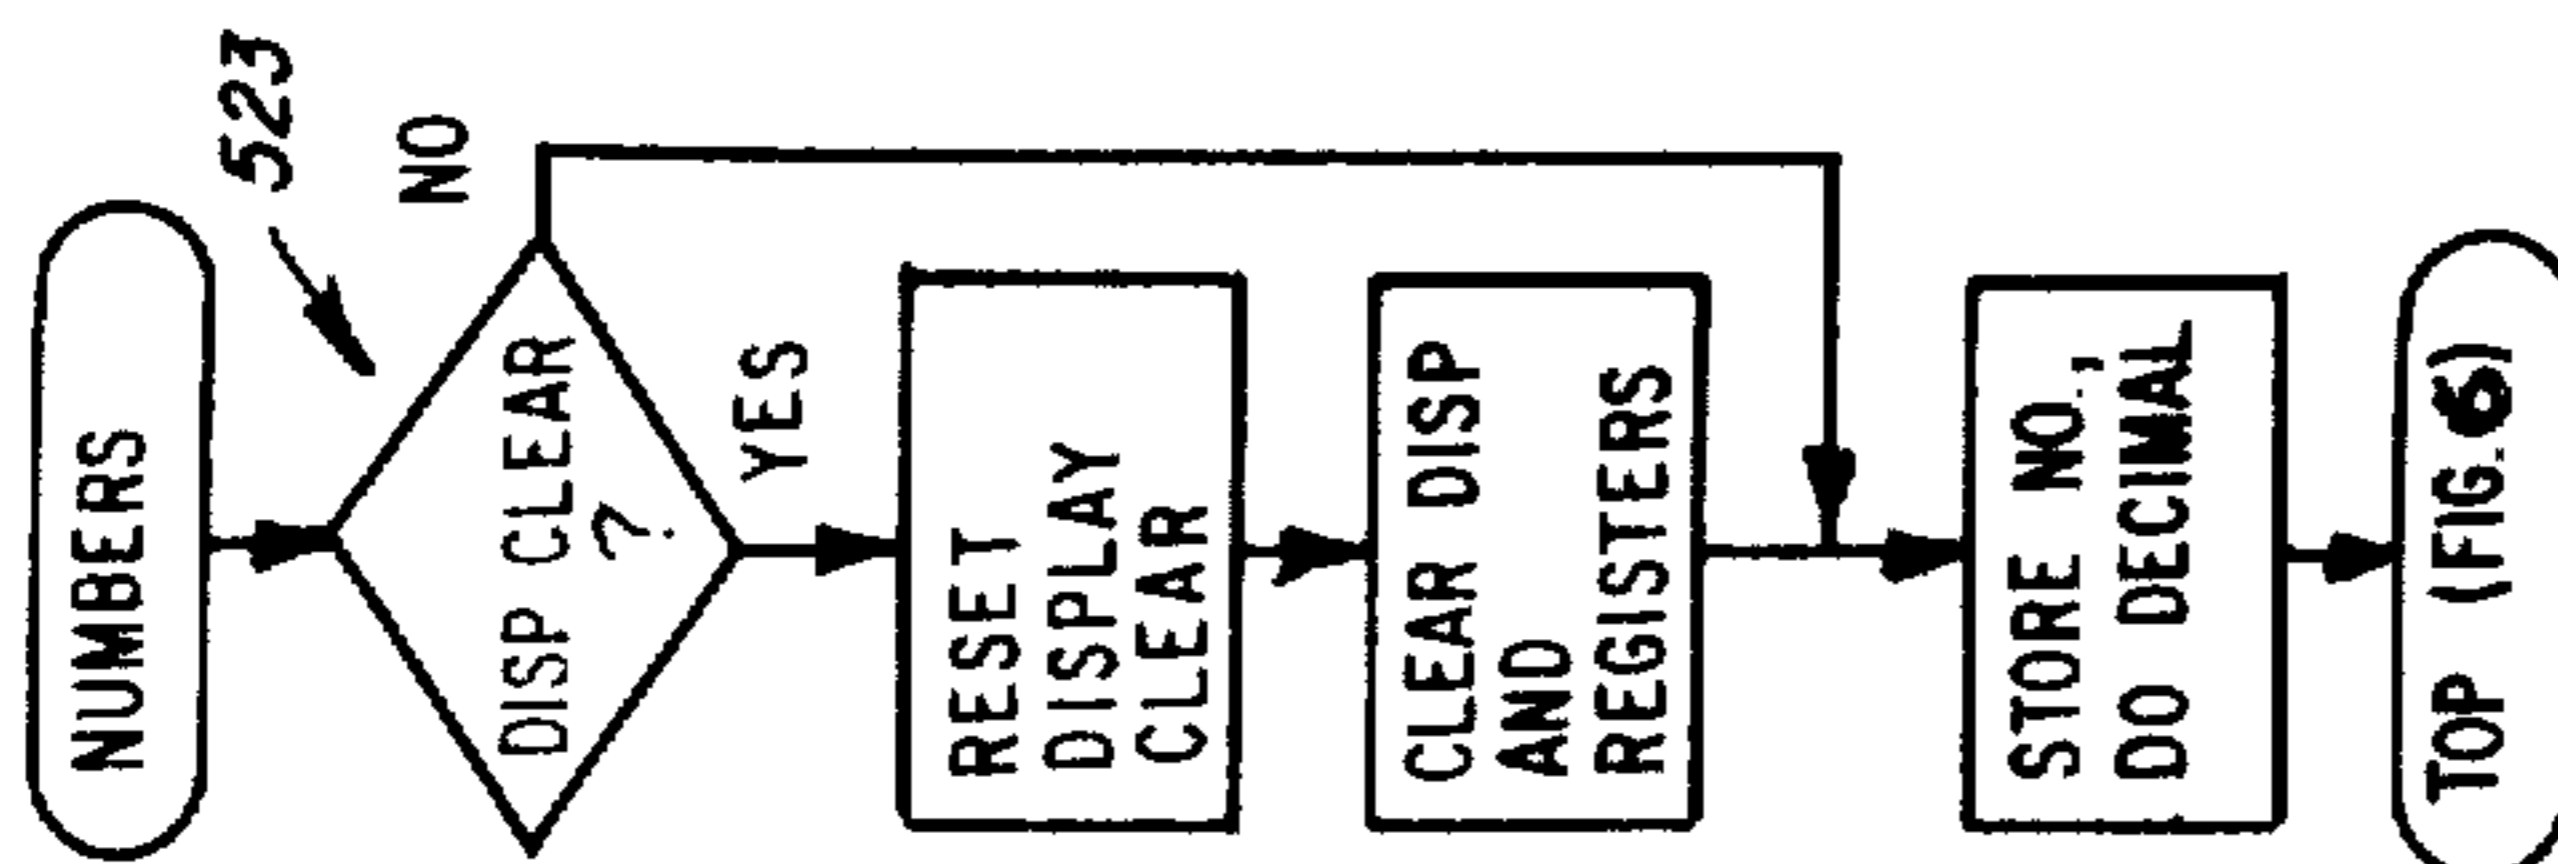 NUMBERS
523
DISP CLEAR
?
NO
YES
RESET
DISPLAY
CLEAR
CLEAR DISP
AND
REGISTERS
STORE NO.,
DO DECIMAL
TOP (FIG. 6)